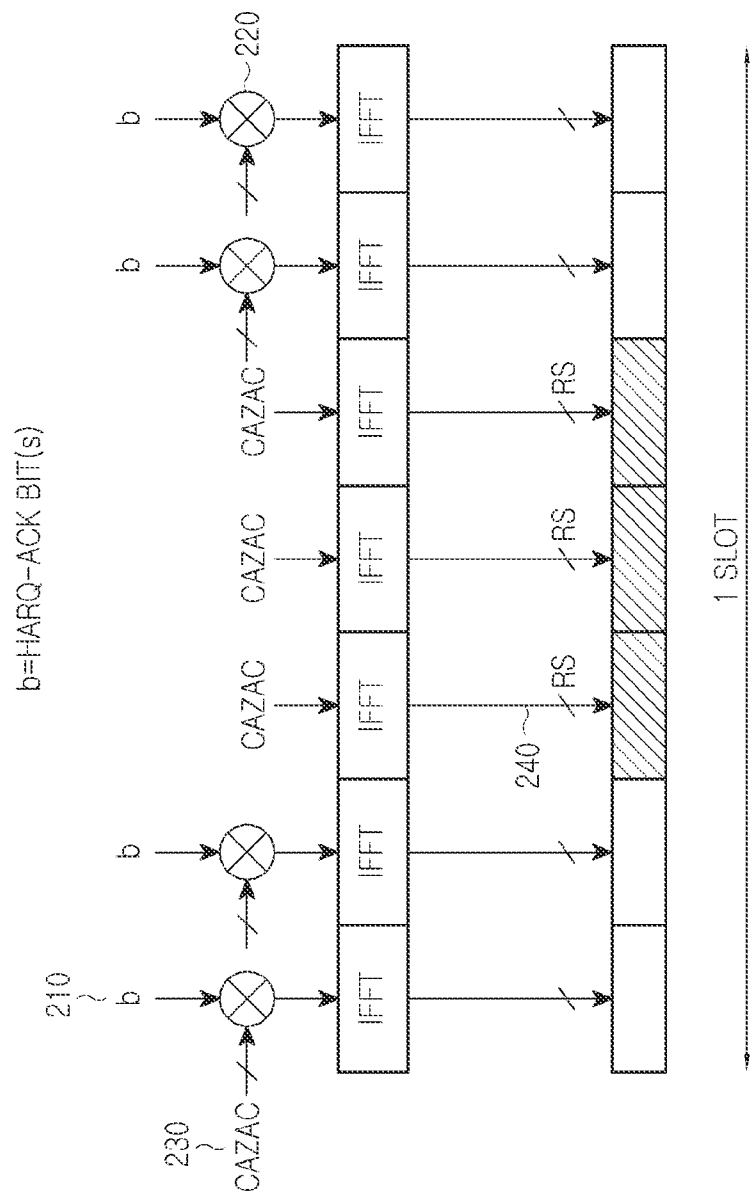 b=HARQ-ACK BIT(s)
210
b
b
b
b
220
230
CAZAC
CAZAC
CAZAC
CAZAC
IFFT
IFFT
IFFT
IFFT
IFFT
IFFT
IFFT
240
RS
RS
RS
1 SLOT